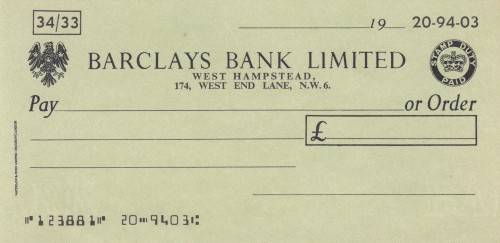 34/33
19 20-94-03
BARCLAYS BANK LIMITED
STAMP DUTY PAID
WEST HAMPSTEAD,
174, WEST END LANE, N.W.6.
Pay or Order
£
⑈123881⑈ 20⑉9403⑆